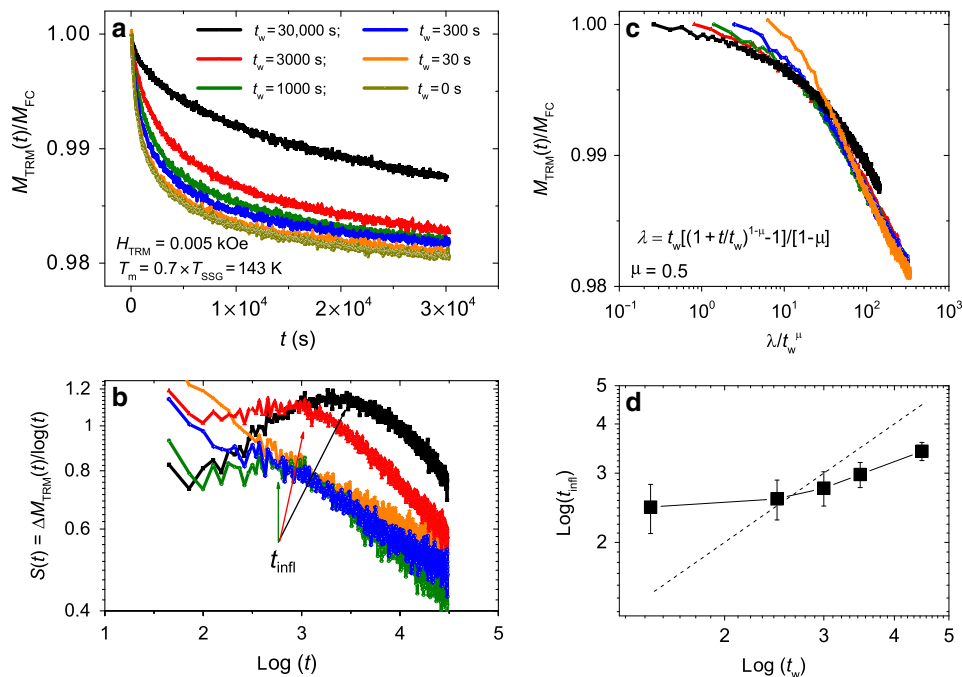 a
t_w = 30,000 s;
t_w = 300 s
t_w = 3000 s;
t_w = 30 s
t_w = 1000 s;
t_w = 0 s
M_TRM(t)/M_FC
1.00
0.99
0.98
H_TRM = 0.005 kOe
T_m = 0.7 × T_SSG = 143 K
0
1×10^4
2×10^4
3×10^4
t (s)
c
M_TRM(t)/M_FC
1.00
0.99
0.98
λ = t_w[(1 + t/t_w)^1-μ -1]/[1-μ]
μ = 0.5
10^-1
10^0
10^1
10^2
10^3
λ/t_w^μ
b
S(t) = ΔM_TRM(t)/log(t)
1.2
1
0.8
0.6
0.4
t_infl
1
2
3
4
5
Log (t)
d
Log(t_infl)
5
4
3
2
2
3
4
5
Log (t_w)